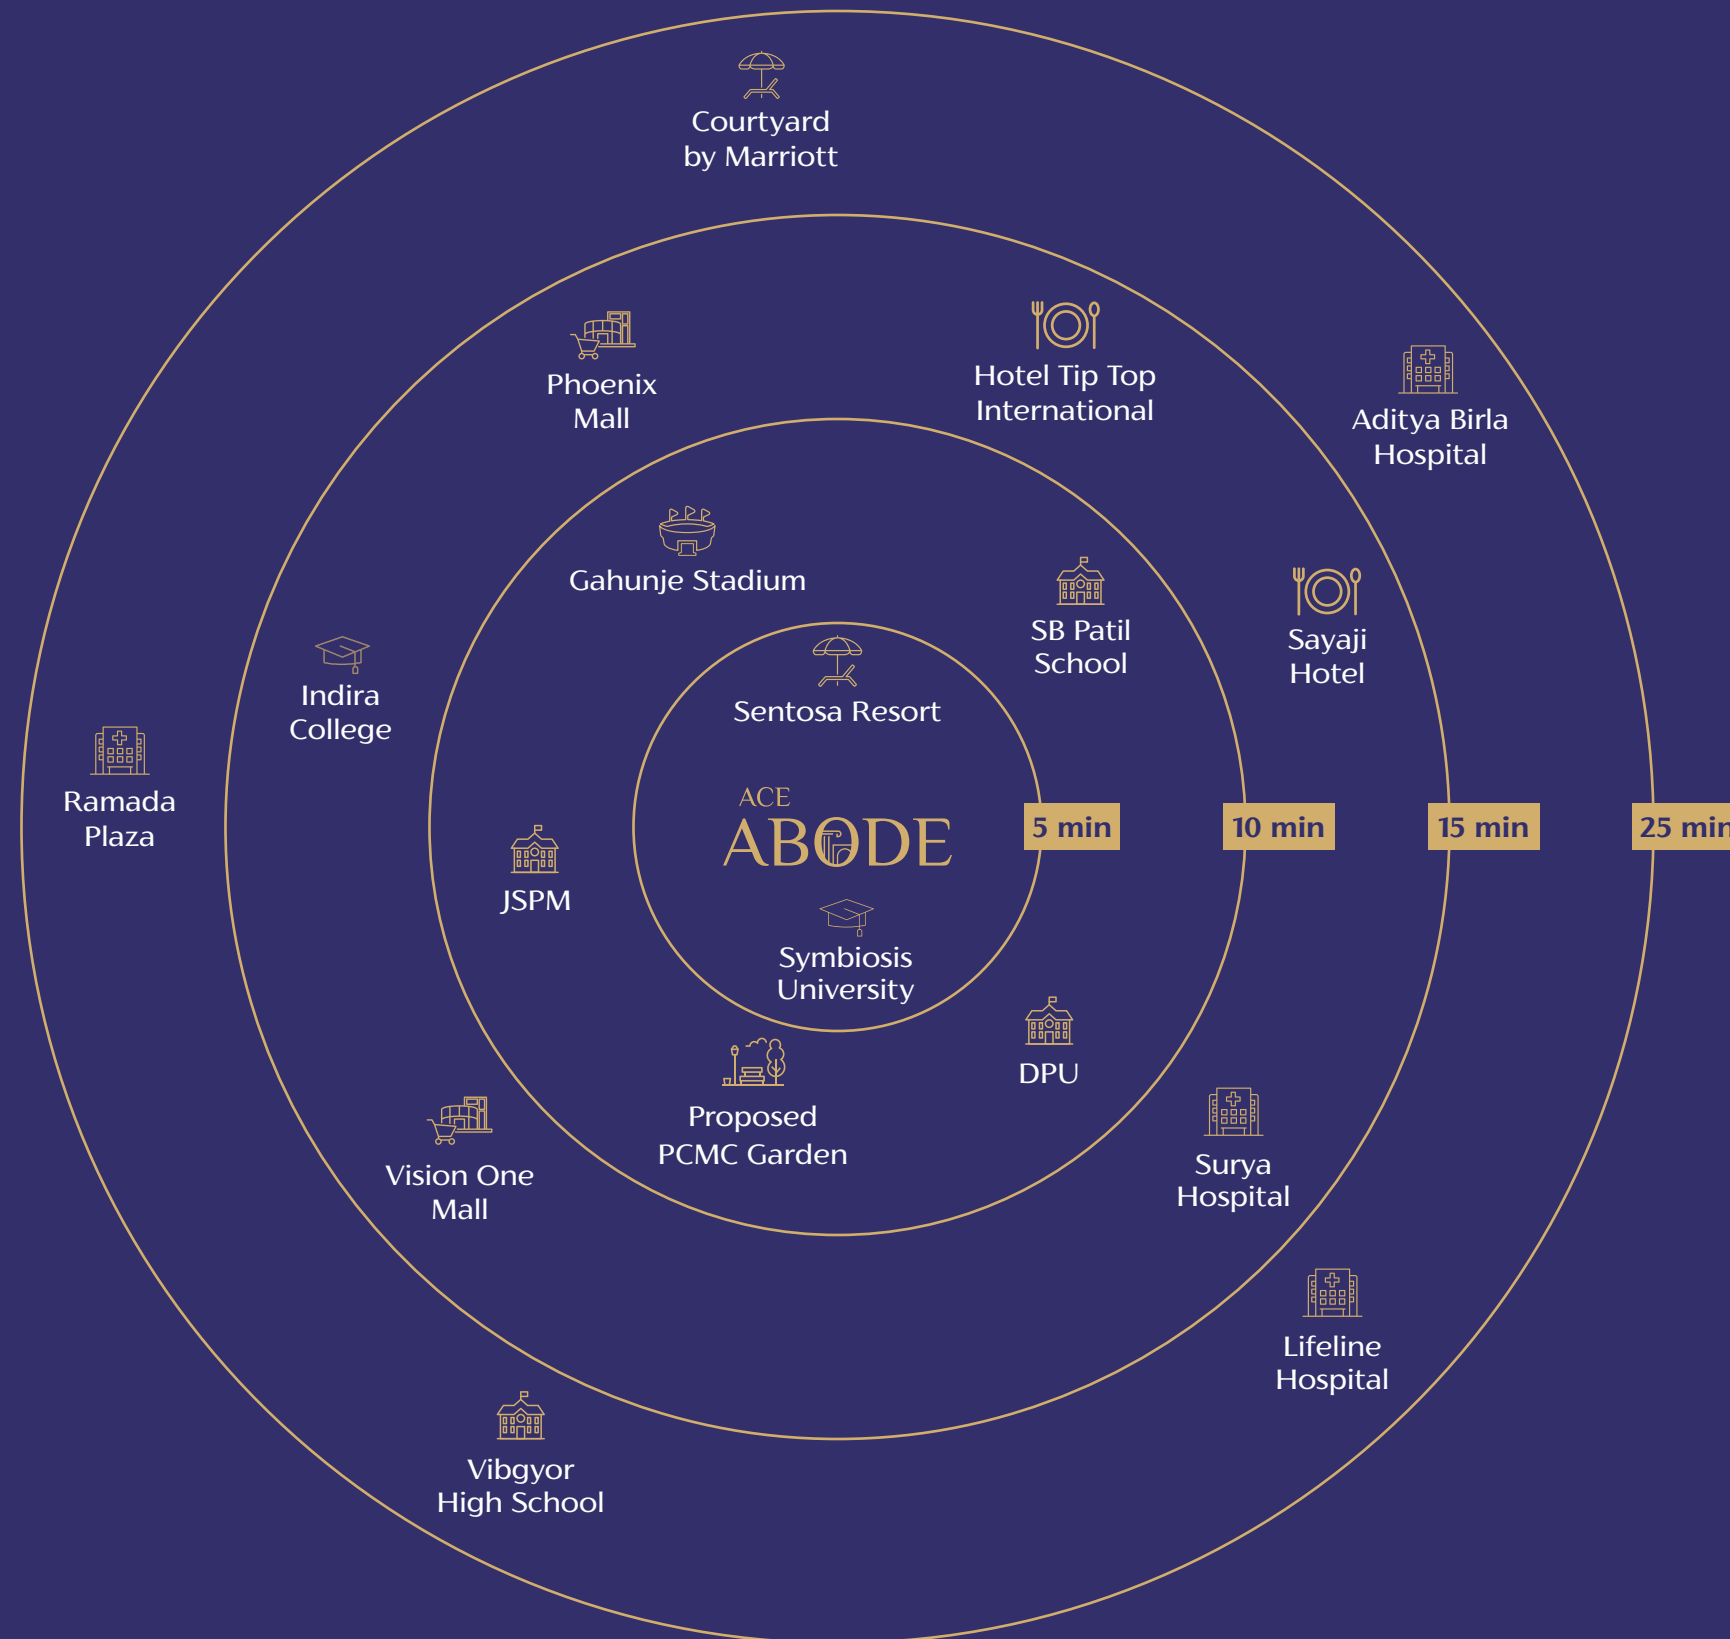 Courtyard
by Marriott
Phoenix
Mall
Hotel Tip Top
International
Aditya Birla
Hospital
Gahunje Stadium
SB Patil
School
Sayaji
Hotel
Indira
College
Sentosa Resort
Ramada
Plaza
ACE
ABODE
5 min
10 min
15 min
25 min
JSPM
Symbiosis
University
DPU
Proposed
PCMC Garden
Vision One
Mall
Surya
Hospital
Lifeline
Hospital
Vibgyor
High School